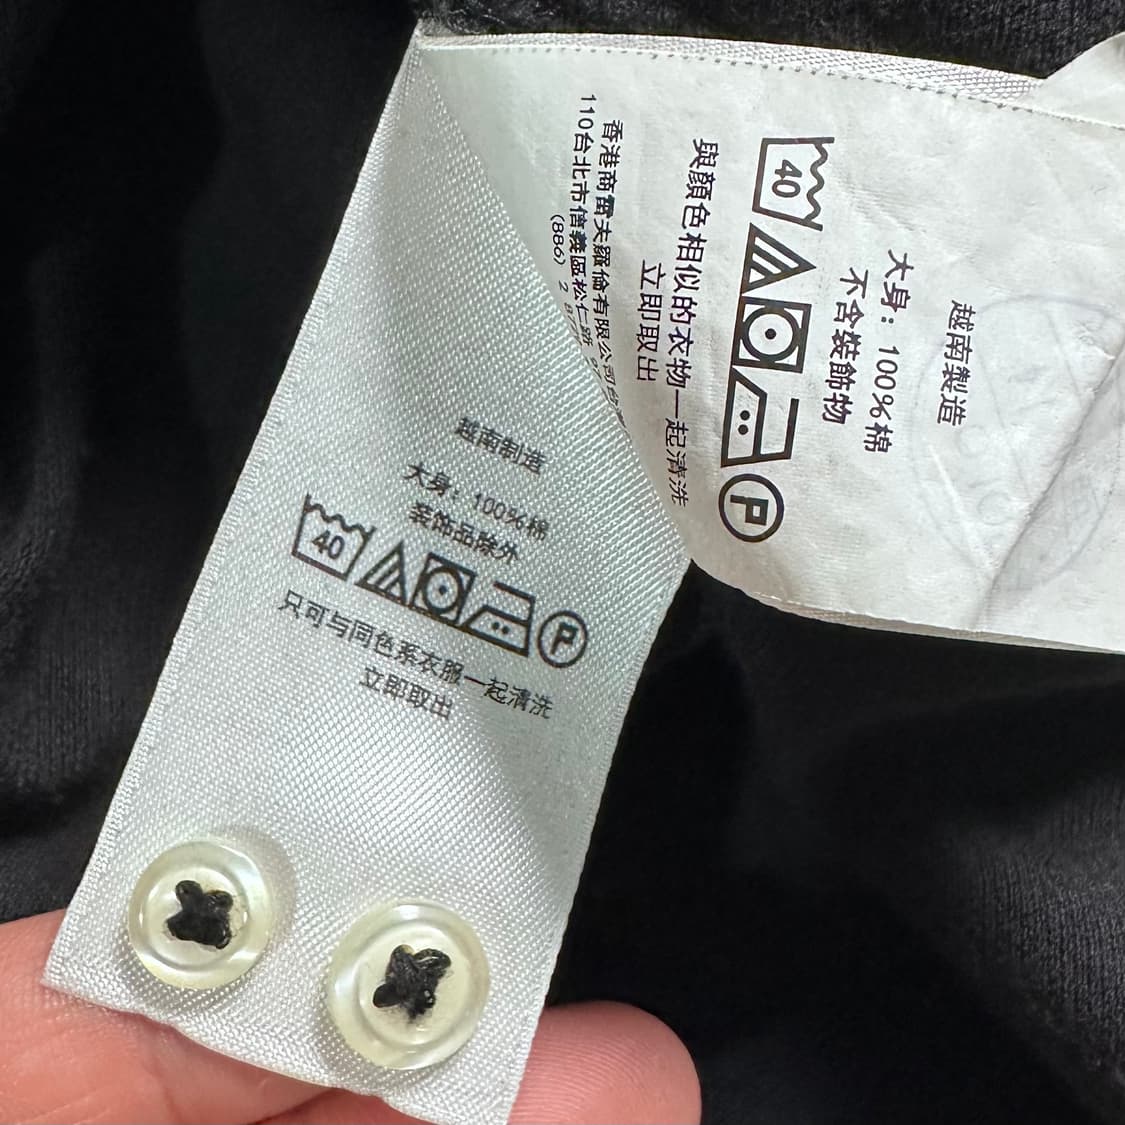 越南製造
大身: 100%棉
不含裝飾物
40
P
與顏色相似的衣物一起清洗
立即取出
香港商雷夫羅倫有限公司台灣
110台北市信義區松仁路
(886) 2
越南制造
大身: 100%棉
装饰品除外
40
P
只可与同色系衣服一起清洗
立即取出